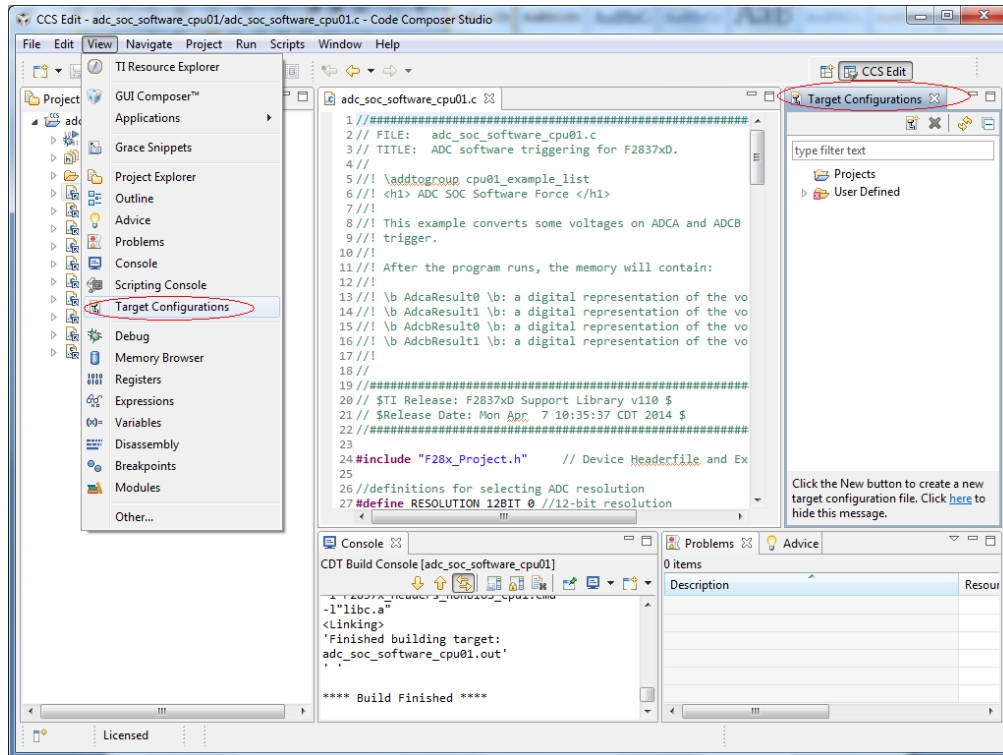 CCS Edit - adc_soc_software_cpu01/adc_soc_software_cpu01.c - Code Composer Studio
File Edit View Navigate Project Run Scripts Window Help
CCS Edit
TI Resource Explorer
GUI Composer™
Applications
Grace Snippets
Project Explorer
Outline
Advice
Problems
Console
Scripting Console
Target Configurations
Debug
Memory Browser
Registers
Expressions
Variables
Disassembly
Breakpoints
Modules
Other...
Project
adc_soc_software_cpu01.c
1 //########################################################
2 // FILE: adc_soc_software_cpu01.c
3 // TITLE: ADC software triggering for F2837xD.
4 //
5 //! \addtogroup cpu01_example_list
6 //! <h1> ADC SOC Software Force </h1>
7 //!
8 //! This example converts some voltages on ADCA and ADCB
9 //! trigger.
10 //!
11 //! After the program runs, the memory will contain:
12 //!
13 //! \b AdcaResult0 \b: a digital representation of the vo
14 //! \b AdcaResult1 \b: a digital representation of the vo
15 //! \b AdcbResult0 \b: a digital representation of the vo
16 //! \b AdcbResult1 \b: a digital representation of the vo
17 //!
18 //
19 //########################################################
20 // $TI Release: F2837xD Support Library v110 $
21 // $Release Date: Mon Apr 7 10:35:37 CDT 2014 $
22 //########################################################
23
24 #include "F28x_Project.h" // Device Headerfile and Ex
25
26 //definitions for selecting ADC resolution
27 #define RESOLUTION_12BIT 0 //12-bit resolution
Target Configurations
type filter text
Projects
User Defined
Click the New button to create a new
target configuration file. Click here to
hide this message.
Console
CDT Build Console [adc_soc_software_cpu01]
-l"libc.a"
<Linking>
'Finished building target:
adc_soc_software_cpu01.out'
' '
**** Build Finished ****
Problems Advice
0 items
Description Resour
Licensed